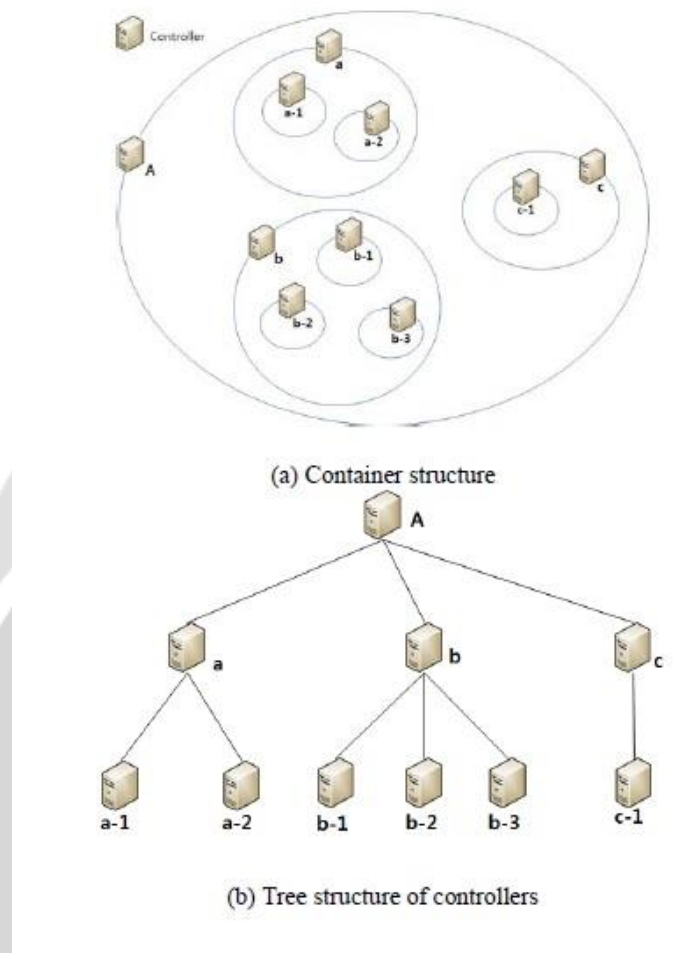 Controller
a
a-1
a-2
A
c
c-1
b
b-1
b-2
b-3
(a) Container structure
A
a
b
c
a-1
a-2
b-1
b-2
b-3
c-1
(b) Tree structure of controllers